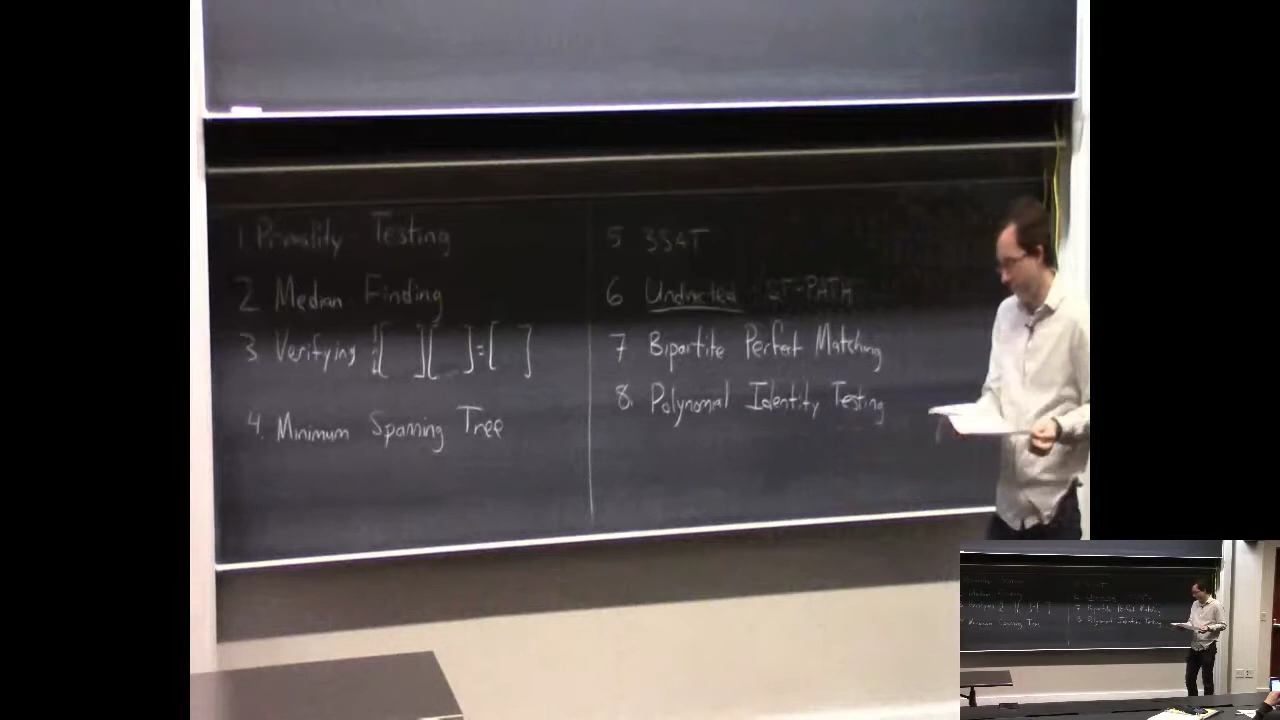 1 Primality Testing
2 Median Finding
3 Verifying [ ][ ]=[ ]
4. Minimum Spanning Tree
5 3SAT
6 Undirected ST-PATH
7 Bipartite Perfect Matching
8. Polynomial Identity Testing